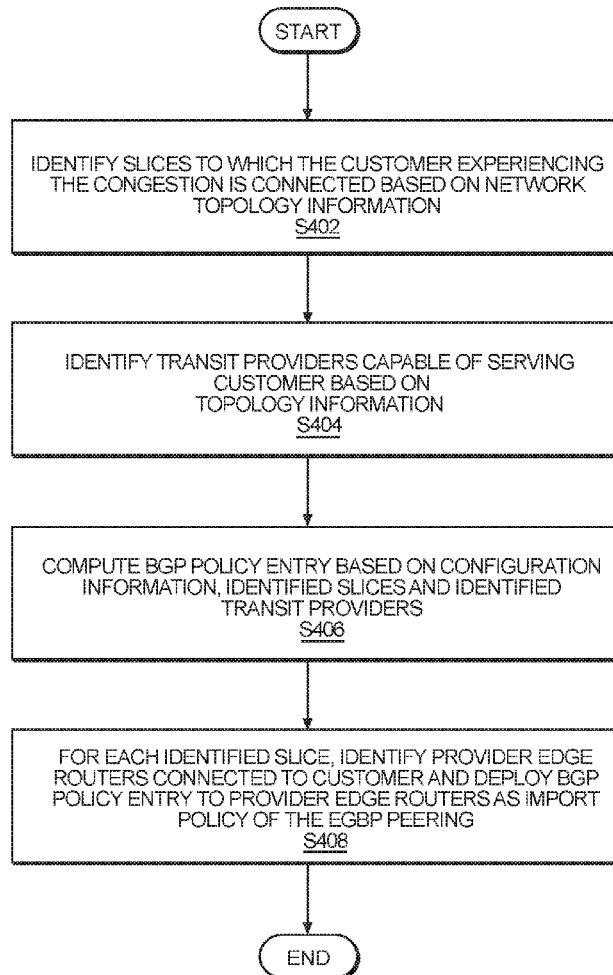 START
IDENTIFY SLICES TO WHICH THE CUSTOMER EXPERIENCING
THE CONGESTION IS CONNECTED BASED ON NETWORK
TOPOLOGY INFORMATION
S402
IDENTIFY TRANSIT PROVIDERS CAPABLE OF SERVING
CUSTOMER BASED ON
TOPOLOGY INFORMATION
S404
COMPUTE BGP POLICY ENTRY BASED ON CONFIGURATION
INFORMATION, IDENTIFIED SLICES AND IDENTIFIED
TRANSIT PROVIDERS
S406
FOR EACH IDENTIFIED SLICE, IDENTIFY PROVIDER EDGE
ROUTERS CONNECTED TO CUSTOMER AND DEPLOY BGP
POLICY ENTRY TO PROVIDER EDGE ROUTERS AS IMPORT
POLICY OF THE EGBP PEERING
S408
END